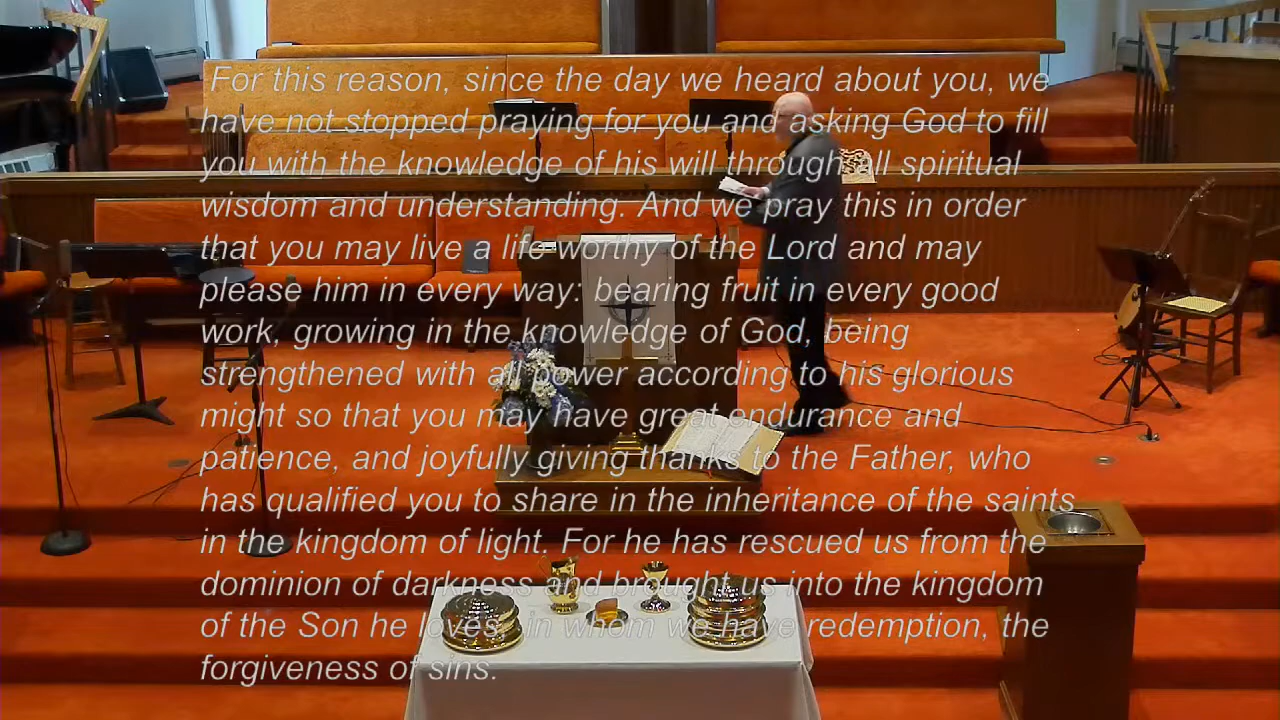 For this reason, since the day we heard about you, we
have not stopped praying for you and asking God to fill
you with the knowledge of his will through all spiritual
wisdom and understanding. And we pray this in order
that you may live a life worthy of the Lord and may
please him in every way: bearing fruit in every good
work, growing in the knowledge of God, being
strengthened with all power according to his glorious
might so that you may have great endurance and
patience, and joyfully giving thanks to the Father, who
has qualified you to share in the inheritance of the saints
in the kingdom of light. For he has rescued us from the
dominion of darkness and brought us into the kingdom
of the Son he loves, in whom we have redemption, the
forgiveness of sins.